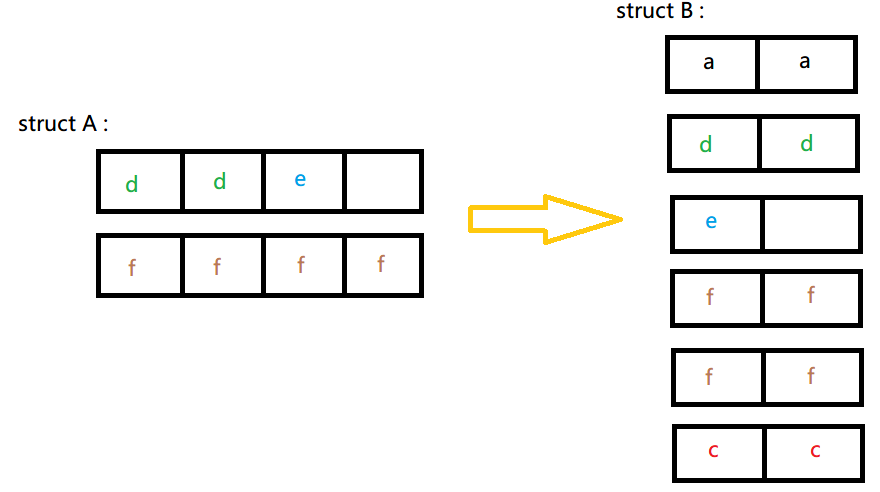 struct A :
d d e
f f f f
struct B :
a a
d d
e
f f
f f
c c